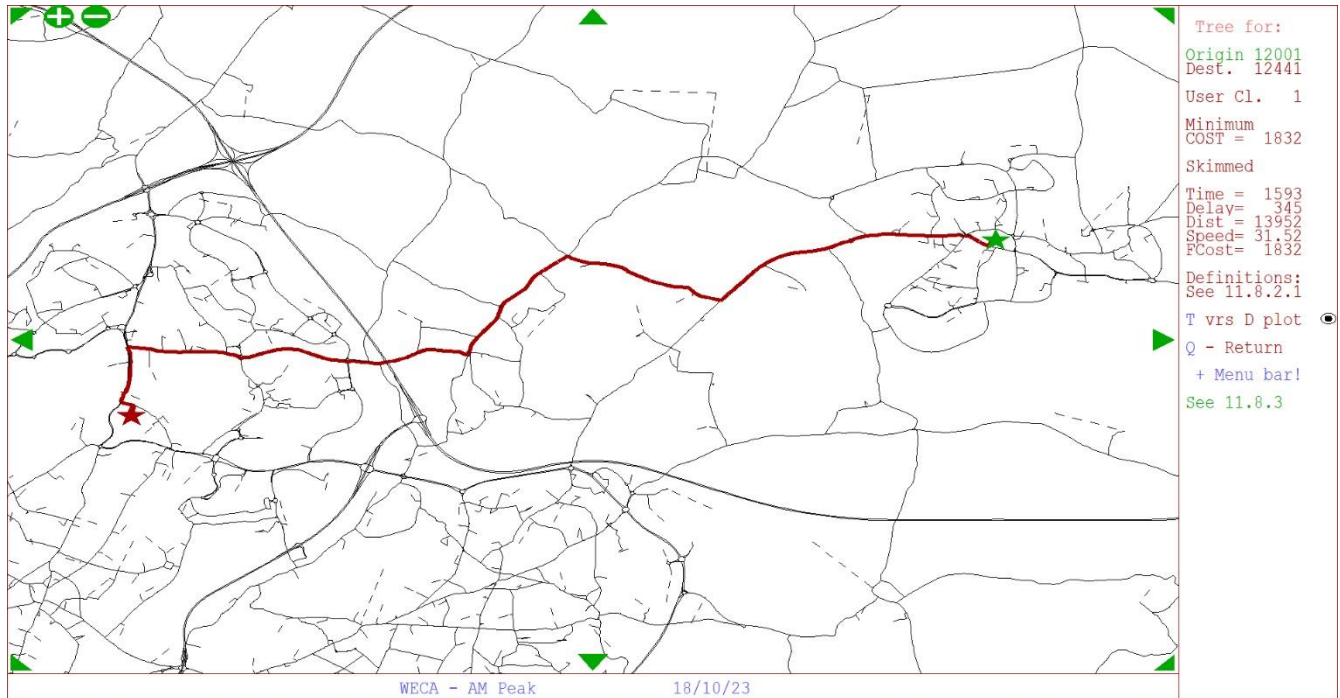 Tree for:
Origin 12001
Dest. 12441
User Cl. 1
Minimum
COST = 1832
Skimmed
Time = 1593
Delay= 345
Dist = 13952
Speed= 31.52
FCost= 1832
Definitions:
See 11.8.2.1
T vrs D plot
Q - Return
+ Menu bar!
See 11.8.3
WECA - AM Peak 18/10/23